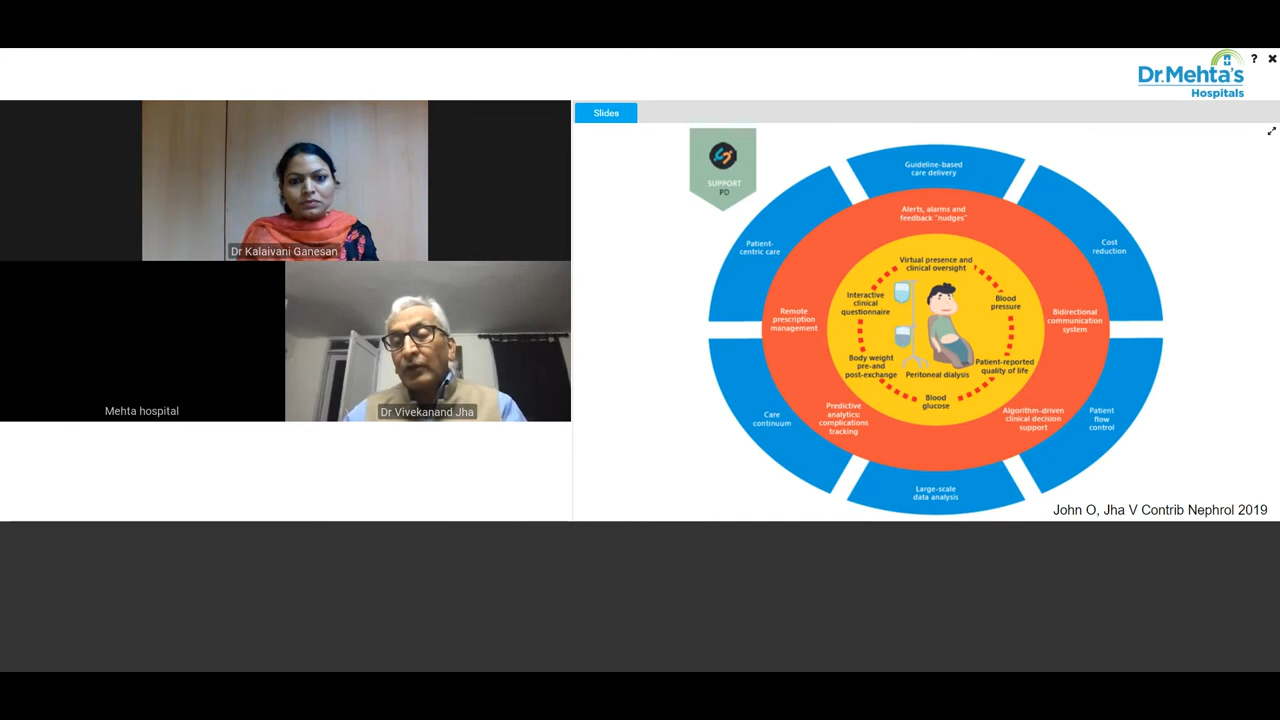 Dr.Mehta's
Hospitals
?
Slides
Dr Kalaivani Ganesan
Mehta hospital
Dr Vivekanand Jha
SUPPORT
PD
Guideline-based
care delivery
Patient-
centric care
Cost
reduction
Care
continuum
Patient
flow
control
Large-scale
data analysis
Alerts, alarms and
feedback "nudges"
Remote
prescription
management
Bidirectional
communication
system
Predictive
analytics:
complications
tracking
Algorithm-driven
clinical decision
support
Virtual presence and
clinical oversight
Interactive
clinical
questionnaire
Blood
pressure
Body weight
pre-and
post-exchange
Peritoneal dialysis
Patient-reported
quality of life
Blood
glucose
John O, Jha V Contrib Nephrol 2019